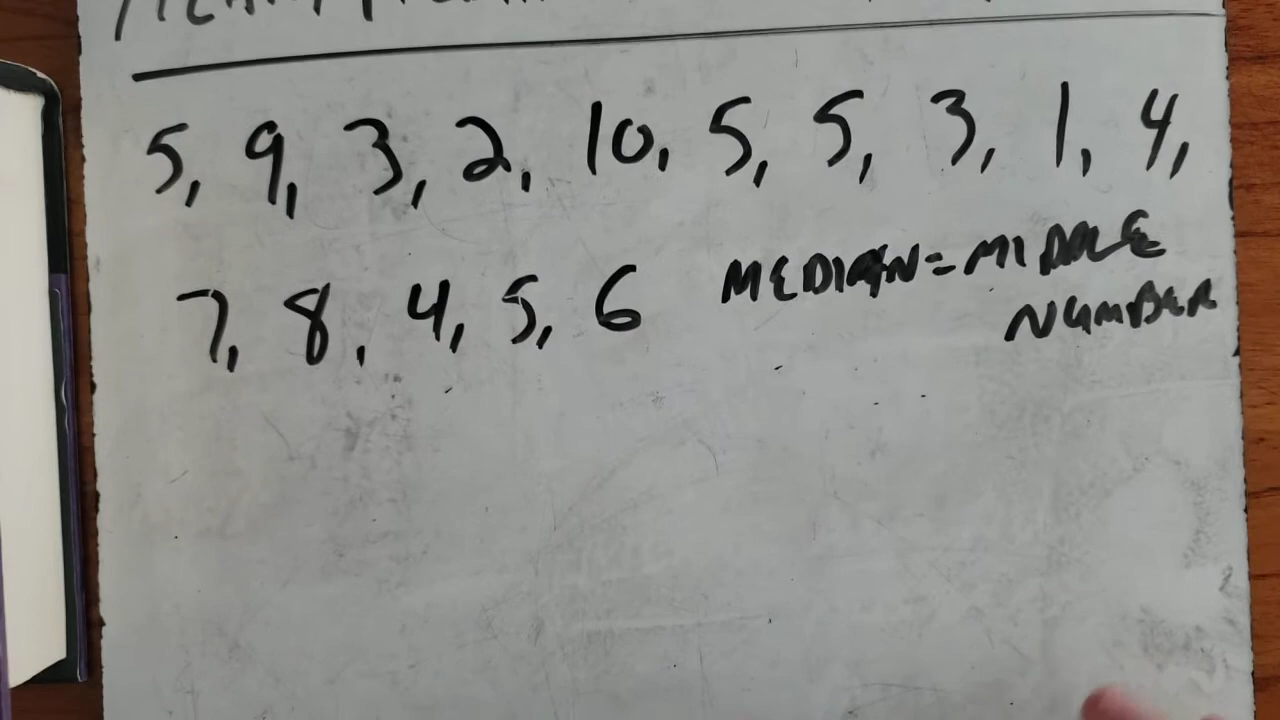 5, 9, 3, 2, 10, 5, 5, 3, 1, 4,
7, 8, 4, 5, 6 MEDIAN = MIDDLE
NUMBER